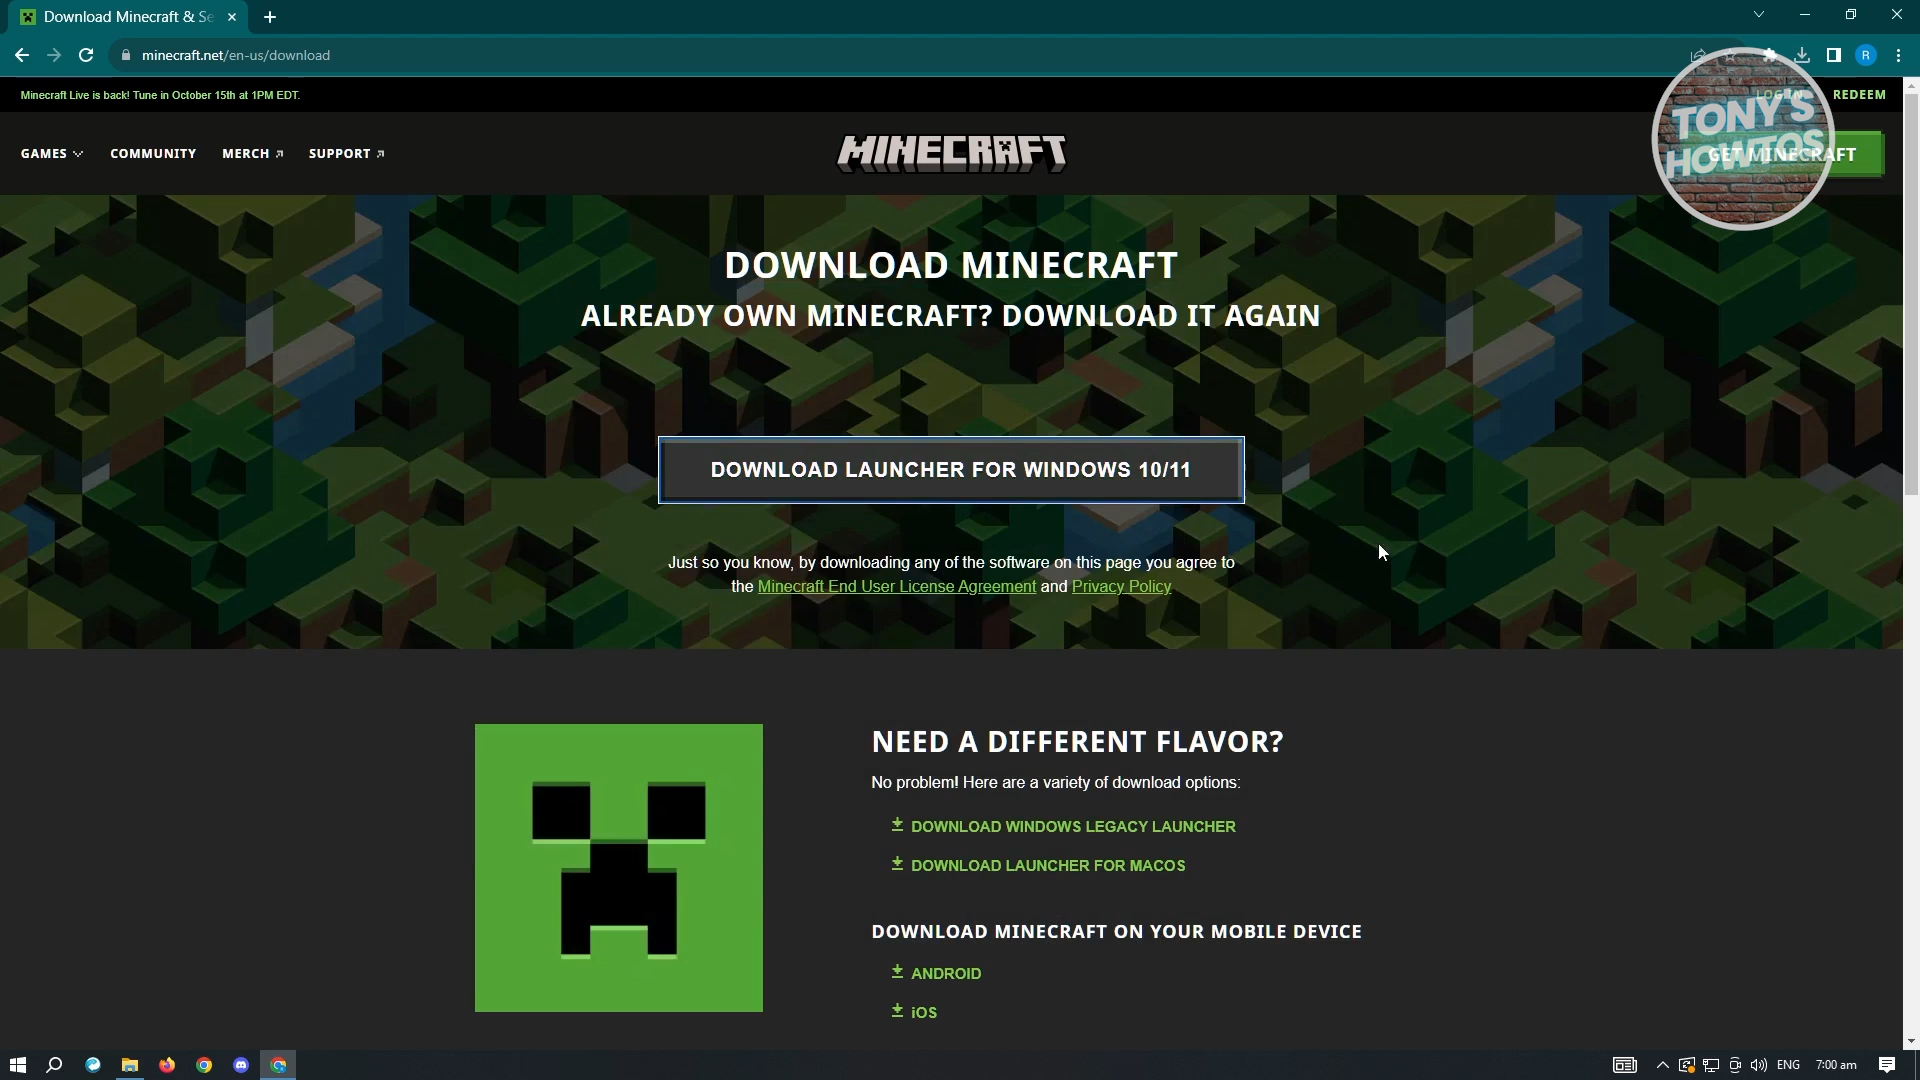 Download Minecraft & Se
minecraft.net/en-us/download
R
Minecraft Live is back! Tune in October 15th at 1PM EDT.
LOG IN
REDEEM
GAMES
COMMUNITY
MERCH
SUPPORT
MINECRAFT
GET MINECRAFT
TONY'S
HOWTOS
DOWNLOAD MINECRAFT
ALREADY OWN MINECRAFT? DOWNLOAD IT AGAIN
DOWNLOAD LAUNCHER FOR WINDOWS 10/11
Just so you know, by downloading any of the software on this page you agree to
the Minecraft End User License Agreement and Privacy Policy
NEED A DIFFERENT FLAVOR?
No problem! Here are a variety of download options:
DOWNLOAD WINDOWS LEGACY LAUNCHER
DOWNLOAD LAUNCHER FOR MACOS
DOWNLOAD MINECRAFT ON YOUR MOBILE DEVICE
ANDROID
iOS
ENG
7:00 am